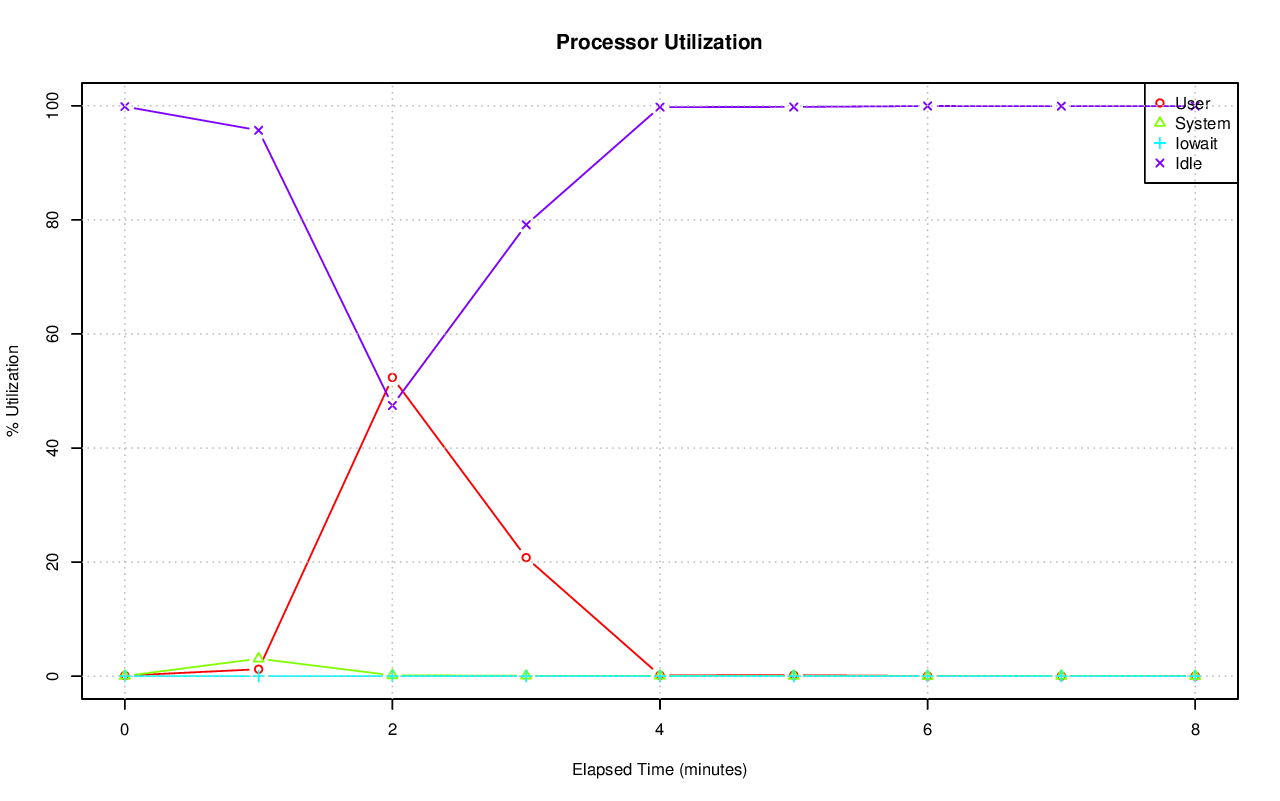 Processor Utilization
% Utilization
100
80
60
40
20
0
User
System
Iowait
Idle
0 2 4 6 8
Elapsed Time (minutes)